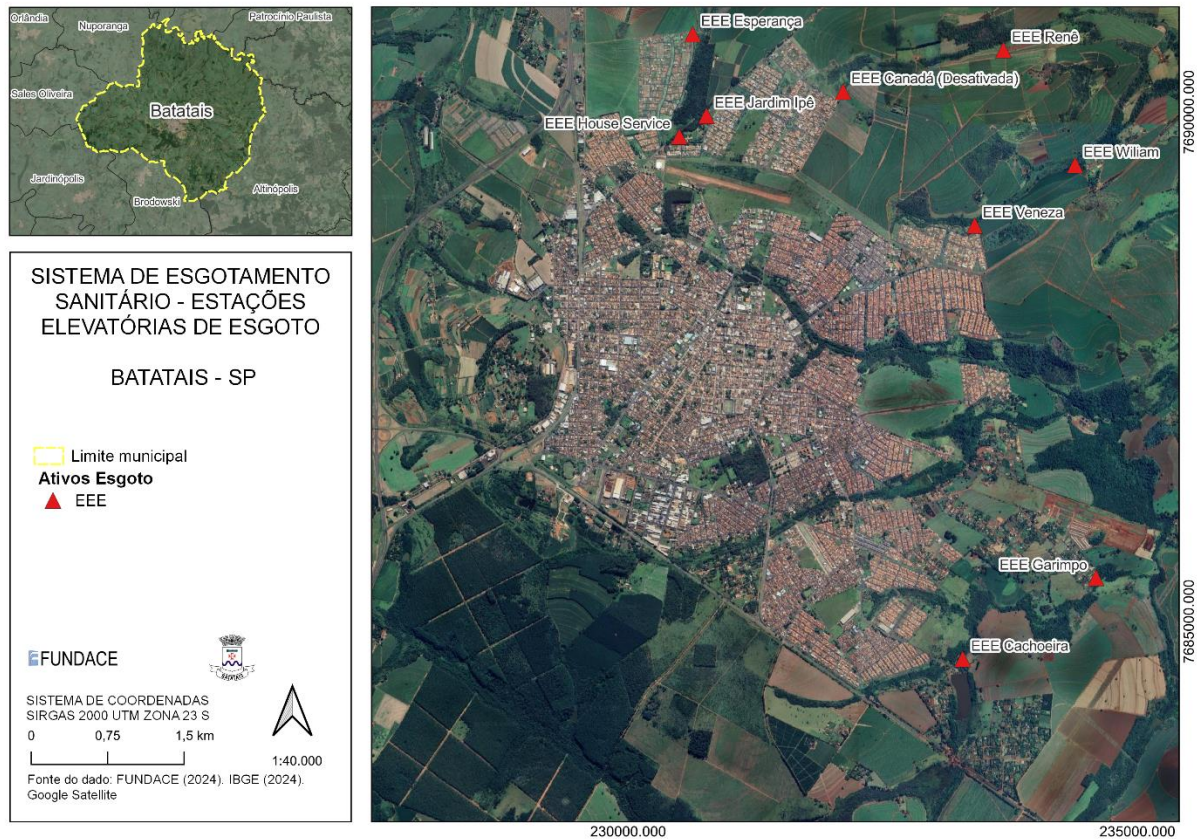 Orlândia
Nuporanga
Patrocínio Paulista
Sales Oliveira
Batatais
Jardinópolis
Brodowski
Altinópolis
SISTEMA DE ESGOTAMENTO
SANITÁRIO - ESTAÇÕES
ELEVATÓRIAS DE ESGOTO
BATATAIS - SP
Limite municipal
Ativos Esgoto
EEE
FUNDACE
BATATAIS
SISTEMA DE COORDENADAS
SIRGAS 2000 UTM ZONA 23 S
0 0,75 1,5 km
1:40.000
Fonte do dado: FUNDACE (2024). IBGE (2024).
Google Satellite
EEE Esperança
EEE Renê
EEE Canadá (Desativada)
EEE Jardim Ipê
EEE House Service
EEE Wiliam
EEE Veneza
EEE Garimpo
EEE Cachoeira
7690000.000
7685000.000
230000.000
235000.000